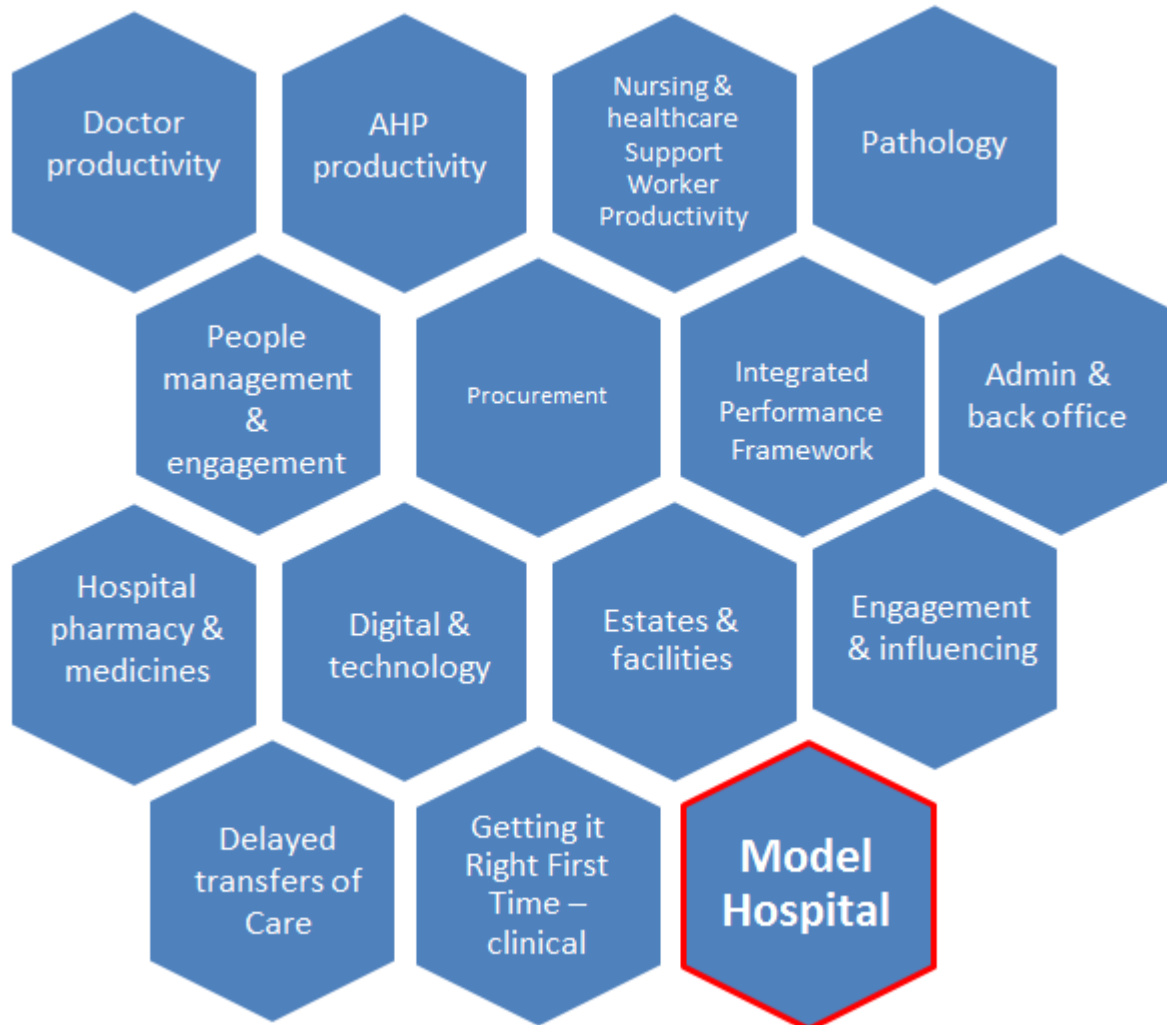 Doctor
productivity
AHP
productivity
Nursing &
healthcare
Support
Worker
Productivity
Pathology
People
management
&
engagement
Procurement
Integrated
Performance
Framework
Admin &
back office
Hospital
pharmacy &
medicines
Digital &
technology
Estates &
facilities
Engagement
& influencing
Delayed
transfers of
Care
Getting it
Right First
Time –
clinical
Model
Hospital